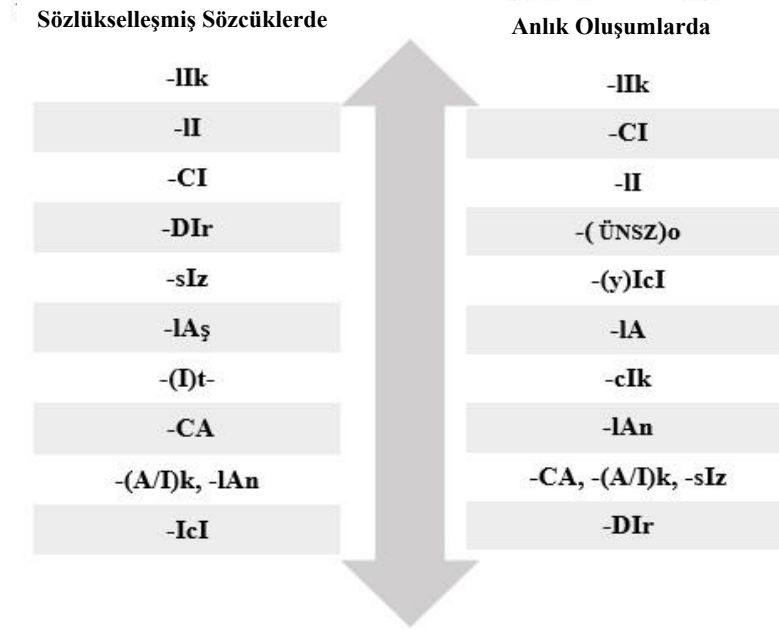 Sözlükselleşmiş Sözcüklerde
-lIk
-lI
-CI
-DIr
-sIz
-lAş
-(I)t-
-CA
-(A/I)k, -lAn
-IcI
Anlık Oluşumlarda
-lIk
-CI
-lI
-( ÜNSZ)o
-(y)IcI
-lA
-cIk
-lAn
-CA, -(A/I)k, -sIz
-DIr